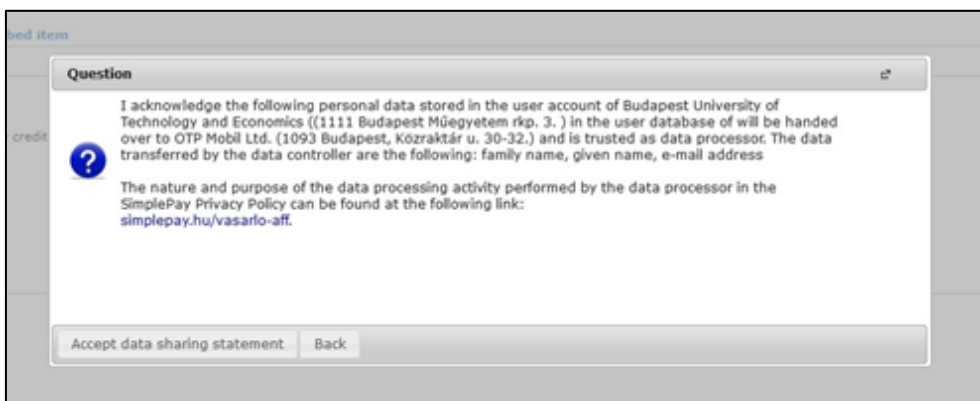 bed item
Question
credit
I acknowledge the following personal data stored in the user account of Budapest University of
Technology and Economics ((1111 Budapest Műegyetem rkp. 3. ) in the user database of will be handed
over to OTP Mobil Ltd. (1093 Budapest, Közraktár u. 30-32.) and is trusted as data processor. The data
transferred by the data controller are the following: family name, given name, e-mail address
The nature and purpose of the data processing activity performed by the data processor in the
SimplePay Privacy Policy can be found at the following link:
simplepay.hu/vasarlo-aff.
Accept data sharing statement
Back